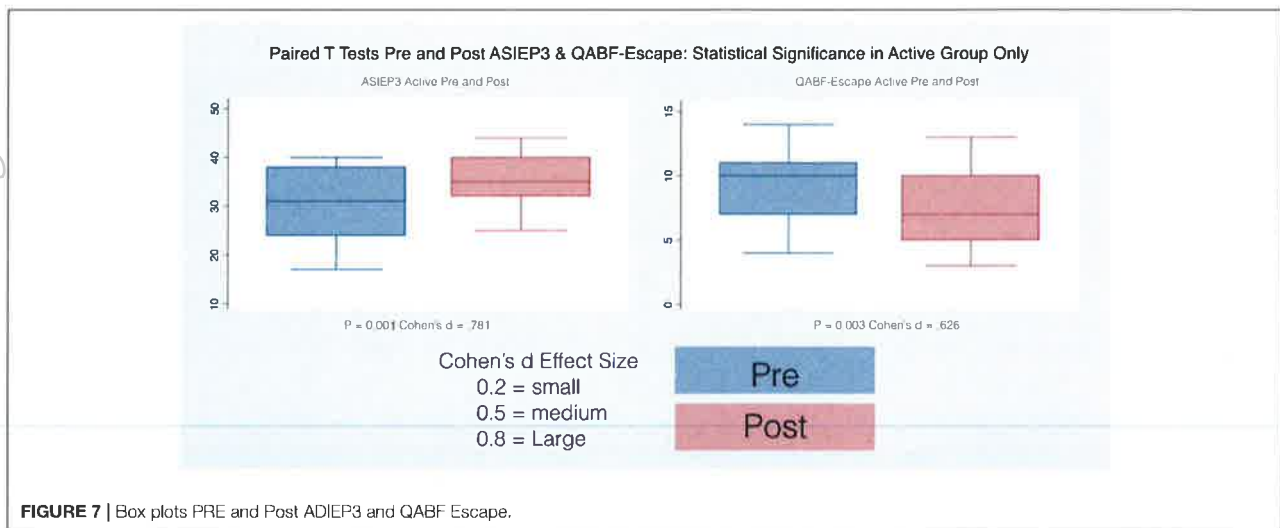 Paired T Tests Pre and Post ASIEP3 & QABF-Escape: Statistical Significance in Active Group Only
ASIEP3 Active Pre and Post
50
40
30
20
10
P = 0.001 Cohen's d = .781
QABF-Escape Active Pre and Post
15
10
5
0
P = 0.003 Cohen's d = .626
Cohen's d Effect Size
0.2 = small
0.5 = medium
0.8 = Large
Pre
Post
FIGURE 7 | Box plots PRE and Post ADIEP3 and QABF Escape.